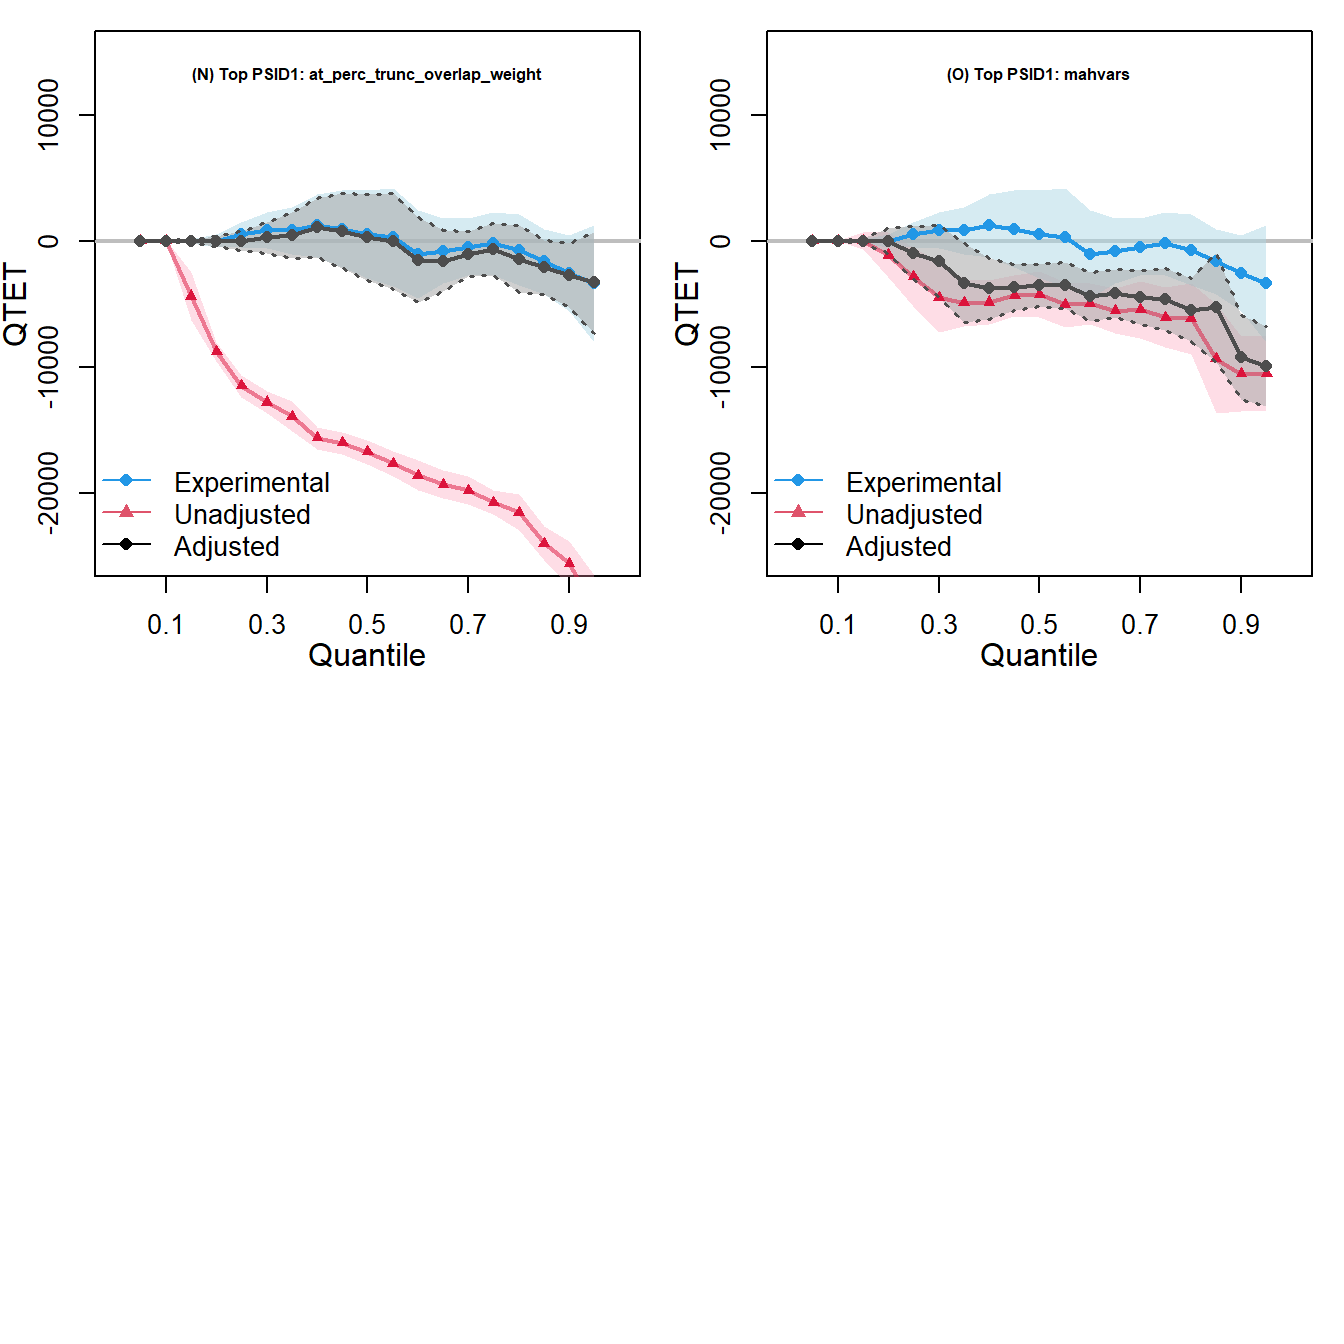 (N) Top PSID1: at_perc_trunc_overlap_weight
QTET
10000
0
-10000
-20000
Experimental
Unadjusted
Adjusted
0.1 0.3 0.5 0.7 0.9
Quantile
(O) Top PSID1: mahvars
QTET
10000
0
-10000
-20000
Experimental
Unadjusted
Adjusted
0.1 0.3 0.5 0.7 0.9
Quantile